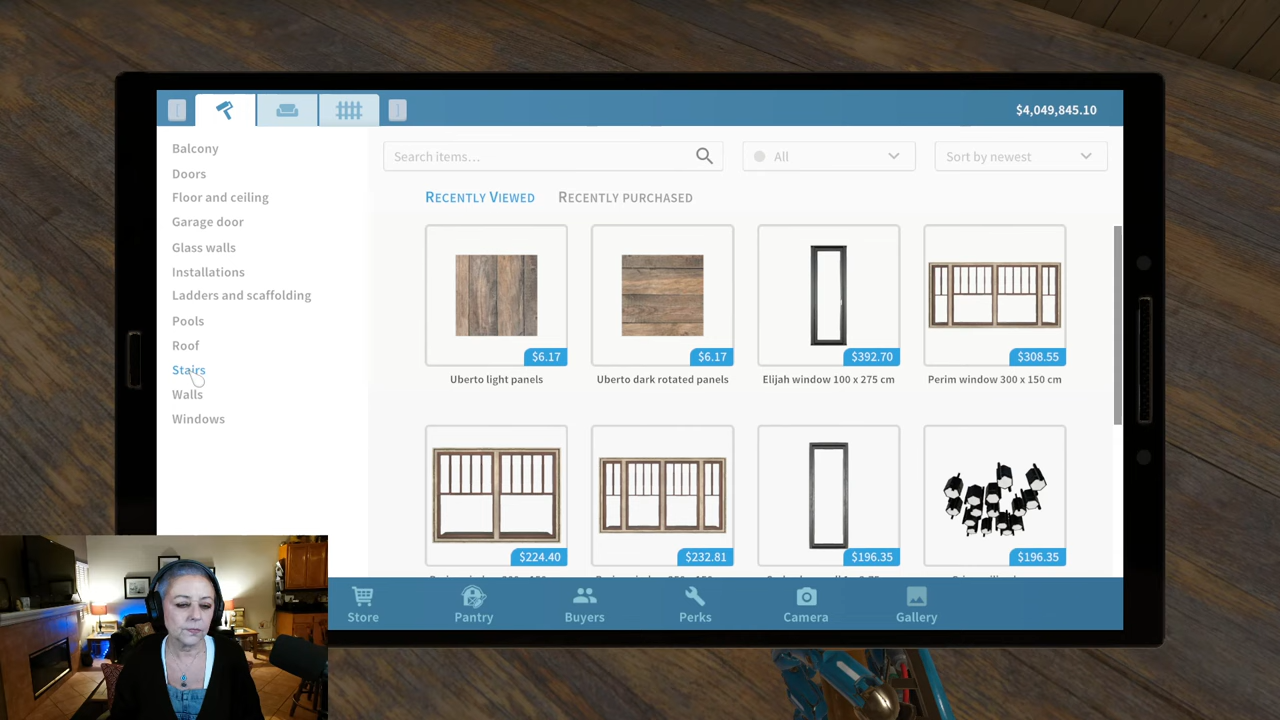 $4,049,845.10
Balcony
Doors
Floor and ceiling
Garage door
Glass walls
Installations
Ladders and scaffolding
Pools
Roof
Stairs
Walls
Windows
Search items...
All
Sort by newest
RECENTLY VIEWED
RECENTLY PURCHASED
$6.17
$6.17
$392.70
$308.55
Uberto light panels
Uberto dark rotated panels
Elijah window 100 x 275 cm
Perim window 300 x 150 cm
$224.40
$232.81
$196.35
$196.35
Store
Pantry
Buyers
Perks
Camera
Gallery